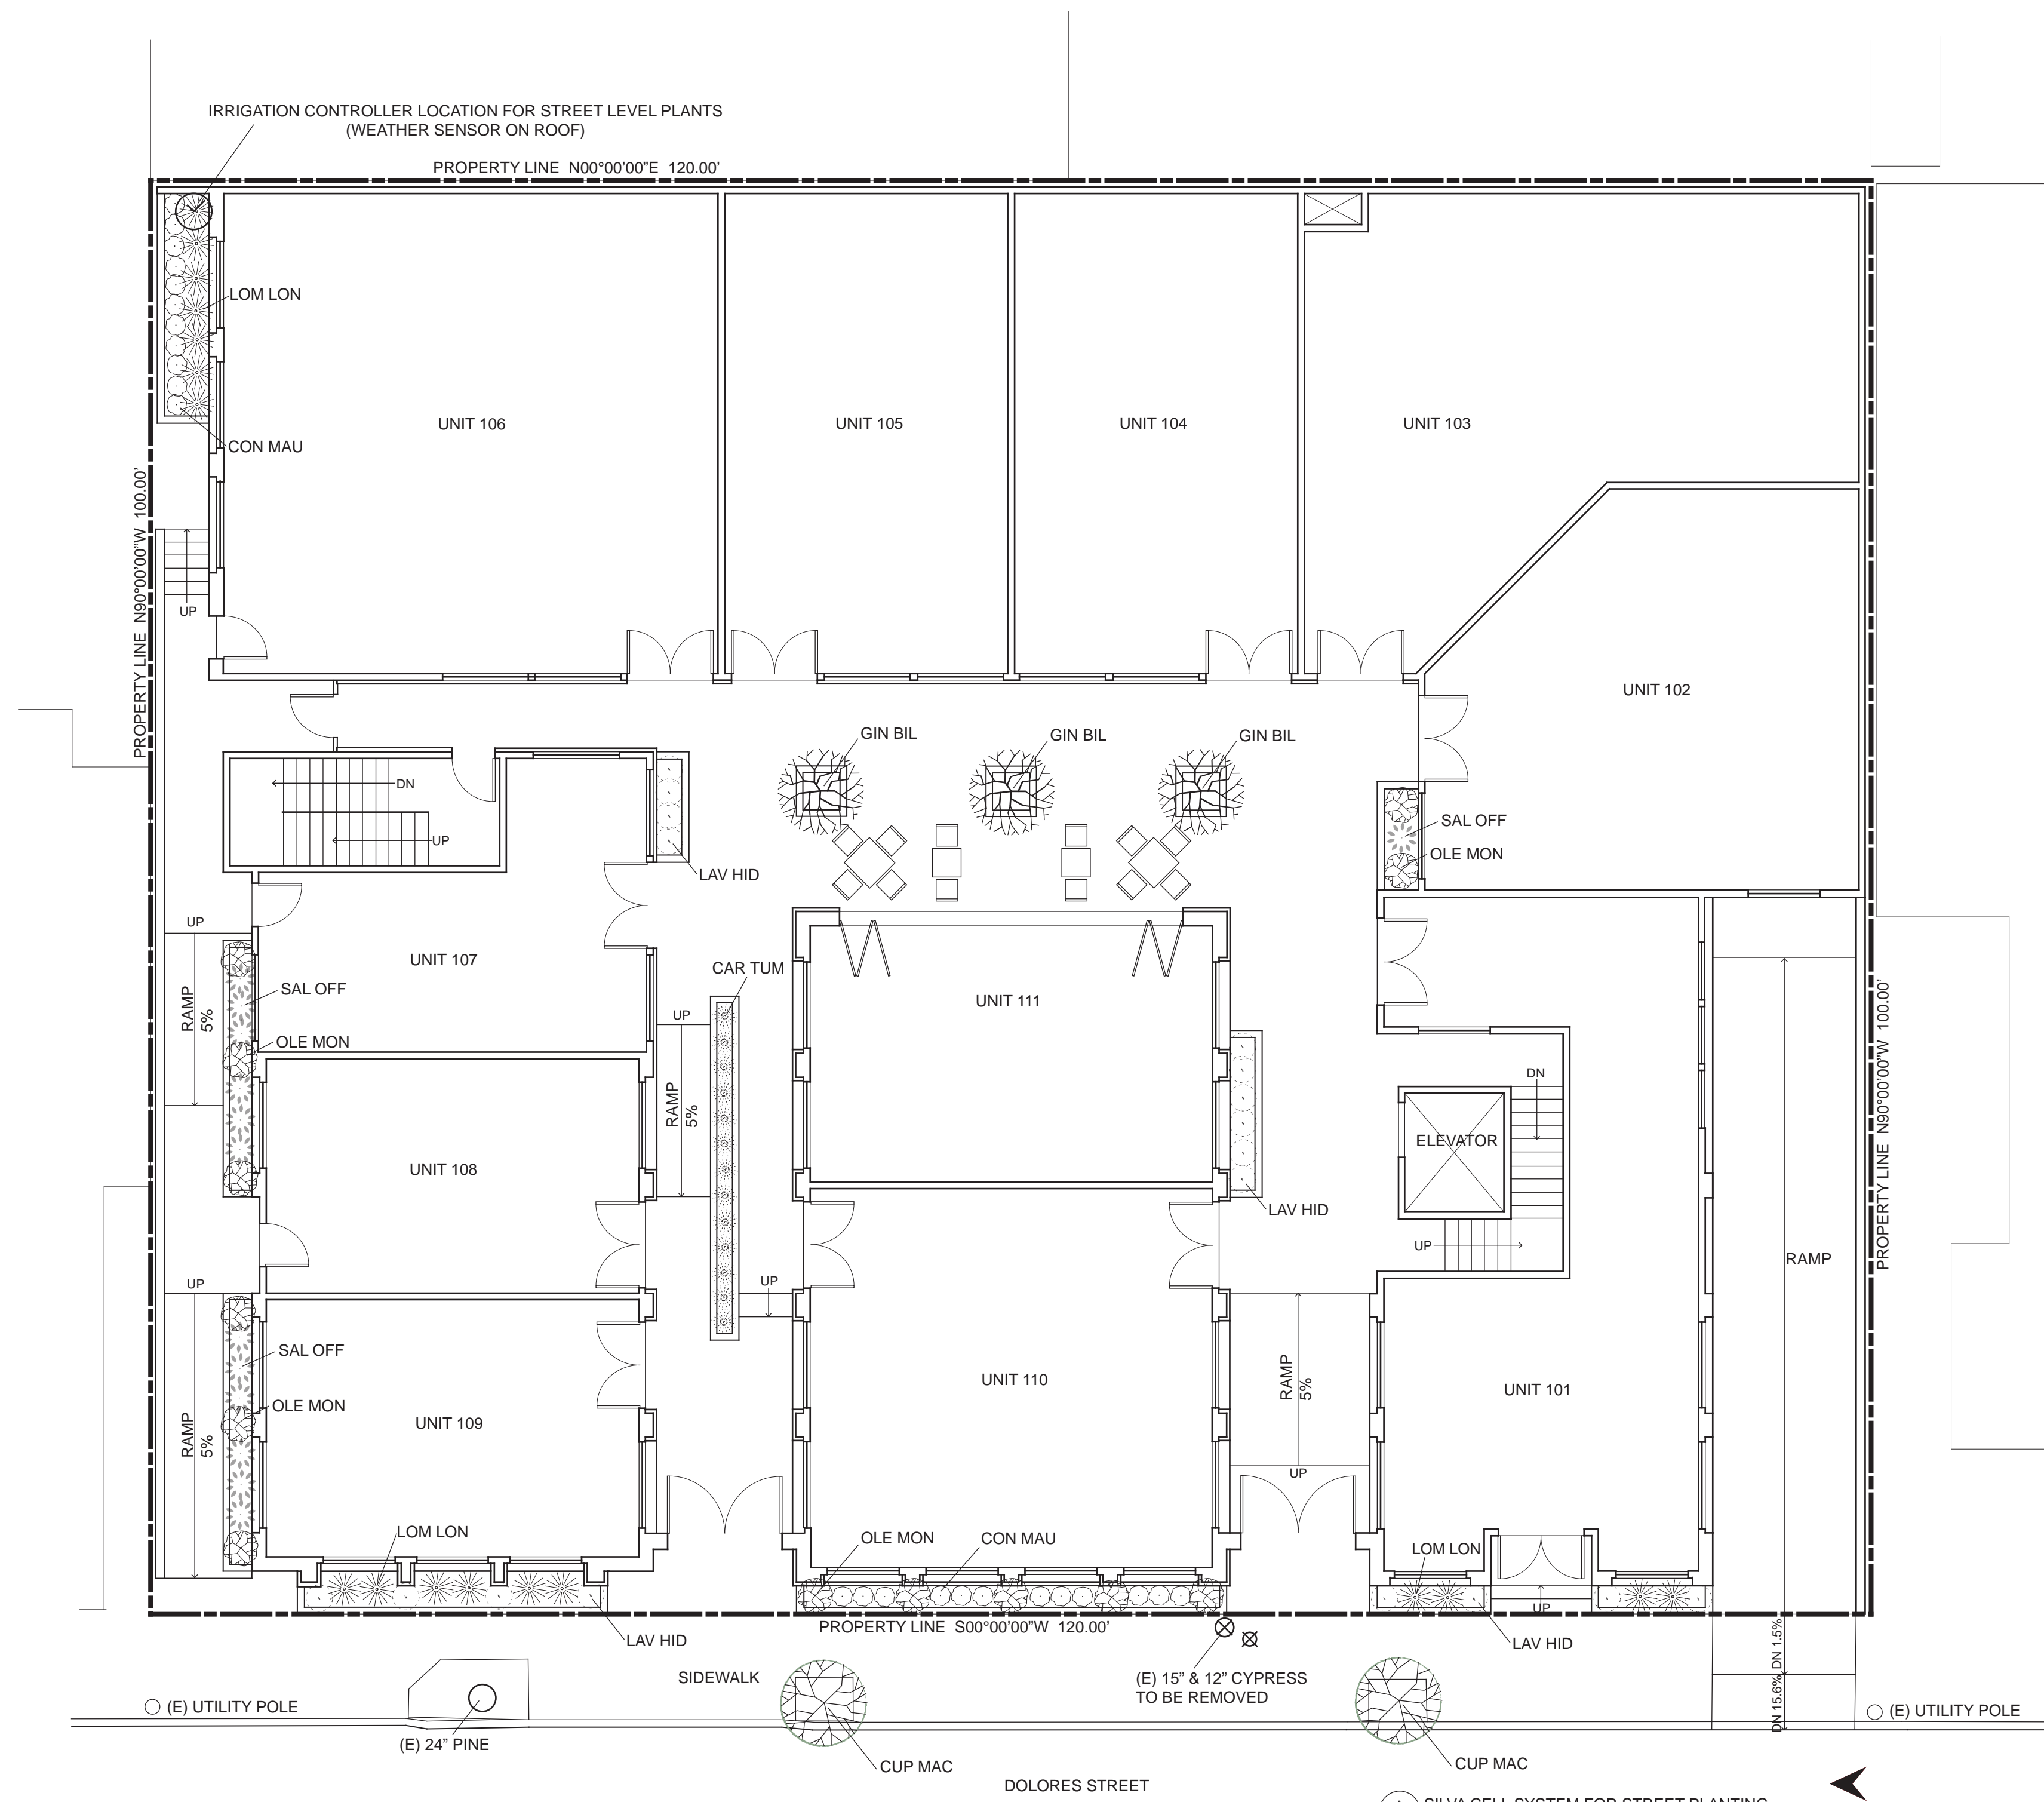 IRRIGATION CONTROLLER LOCATION FOR STREET LEVEL PLANTS
(WEATHER SENSOR ON ROOF)
PROPERTY LINE N00°00'00"E 120.00'
LOM LON
CON MAU
PROPERTY LINE N90°00'00"W 100.00'
UNIT 106
UNIT 105
UNIT 104
UNIT 103
UP
UNIT 102
GIN BIL
GIN BIL
GIN BIL
DN
UP
SAL OFF
OLE MON
LAV HID
UP
UNIT 107
CAR TUM
SAL OFF
RAMP
5%
UP
UNIT 111
OLE MON
PROPERTY LINE N90°00'00"W 100.00'
DN
RAMP
5%
ELEVATOR
UNIT 108
LAV HID
UP
RAMP
UP
UP
SAL OFF
UNIT 110
RAMP
5%
UNIT 101
OLE MON
UNIT 109
RAMP
5%
UP
LOM LON
OLE MON
CON MAU
LOM LON
UP
PROPERTY LINE S00°00'00"W 120.00'
LAV HID
LAV HID
DN 1.5%
SIDEWALK
(E) 15" & 12" CYPRESS
TO BE REMOVED
DN 15.6%
(E) UTILITY POLE
(E) UTILITY POLE
(E) 24" PINE
CUP MAC
CUP MAC
DOLORES STREET
SILVA CELL SYSTEM FOR STREET PLANTING